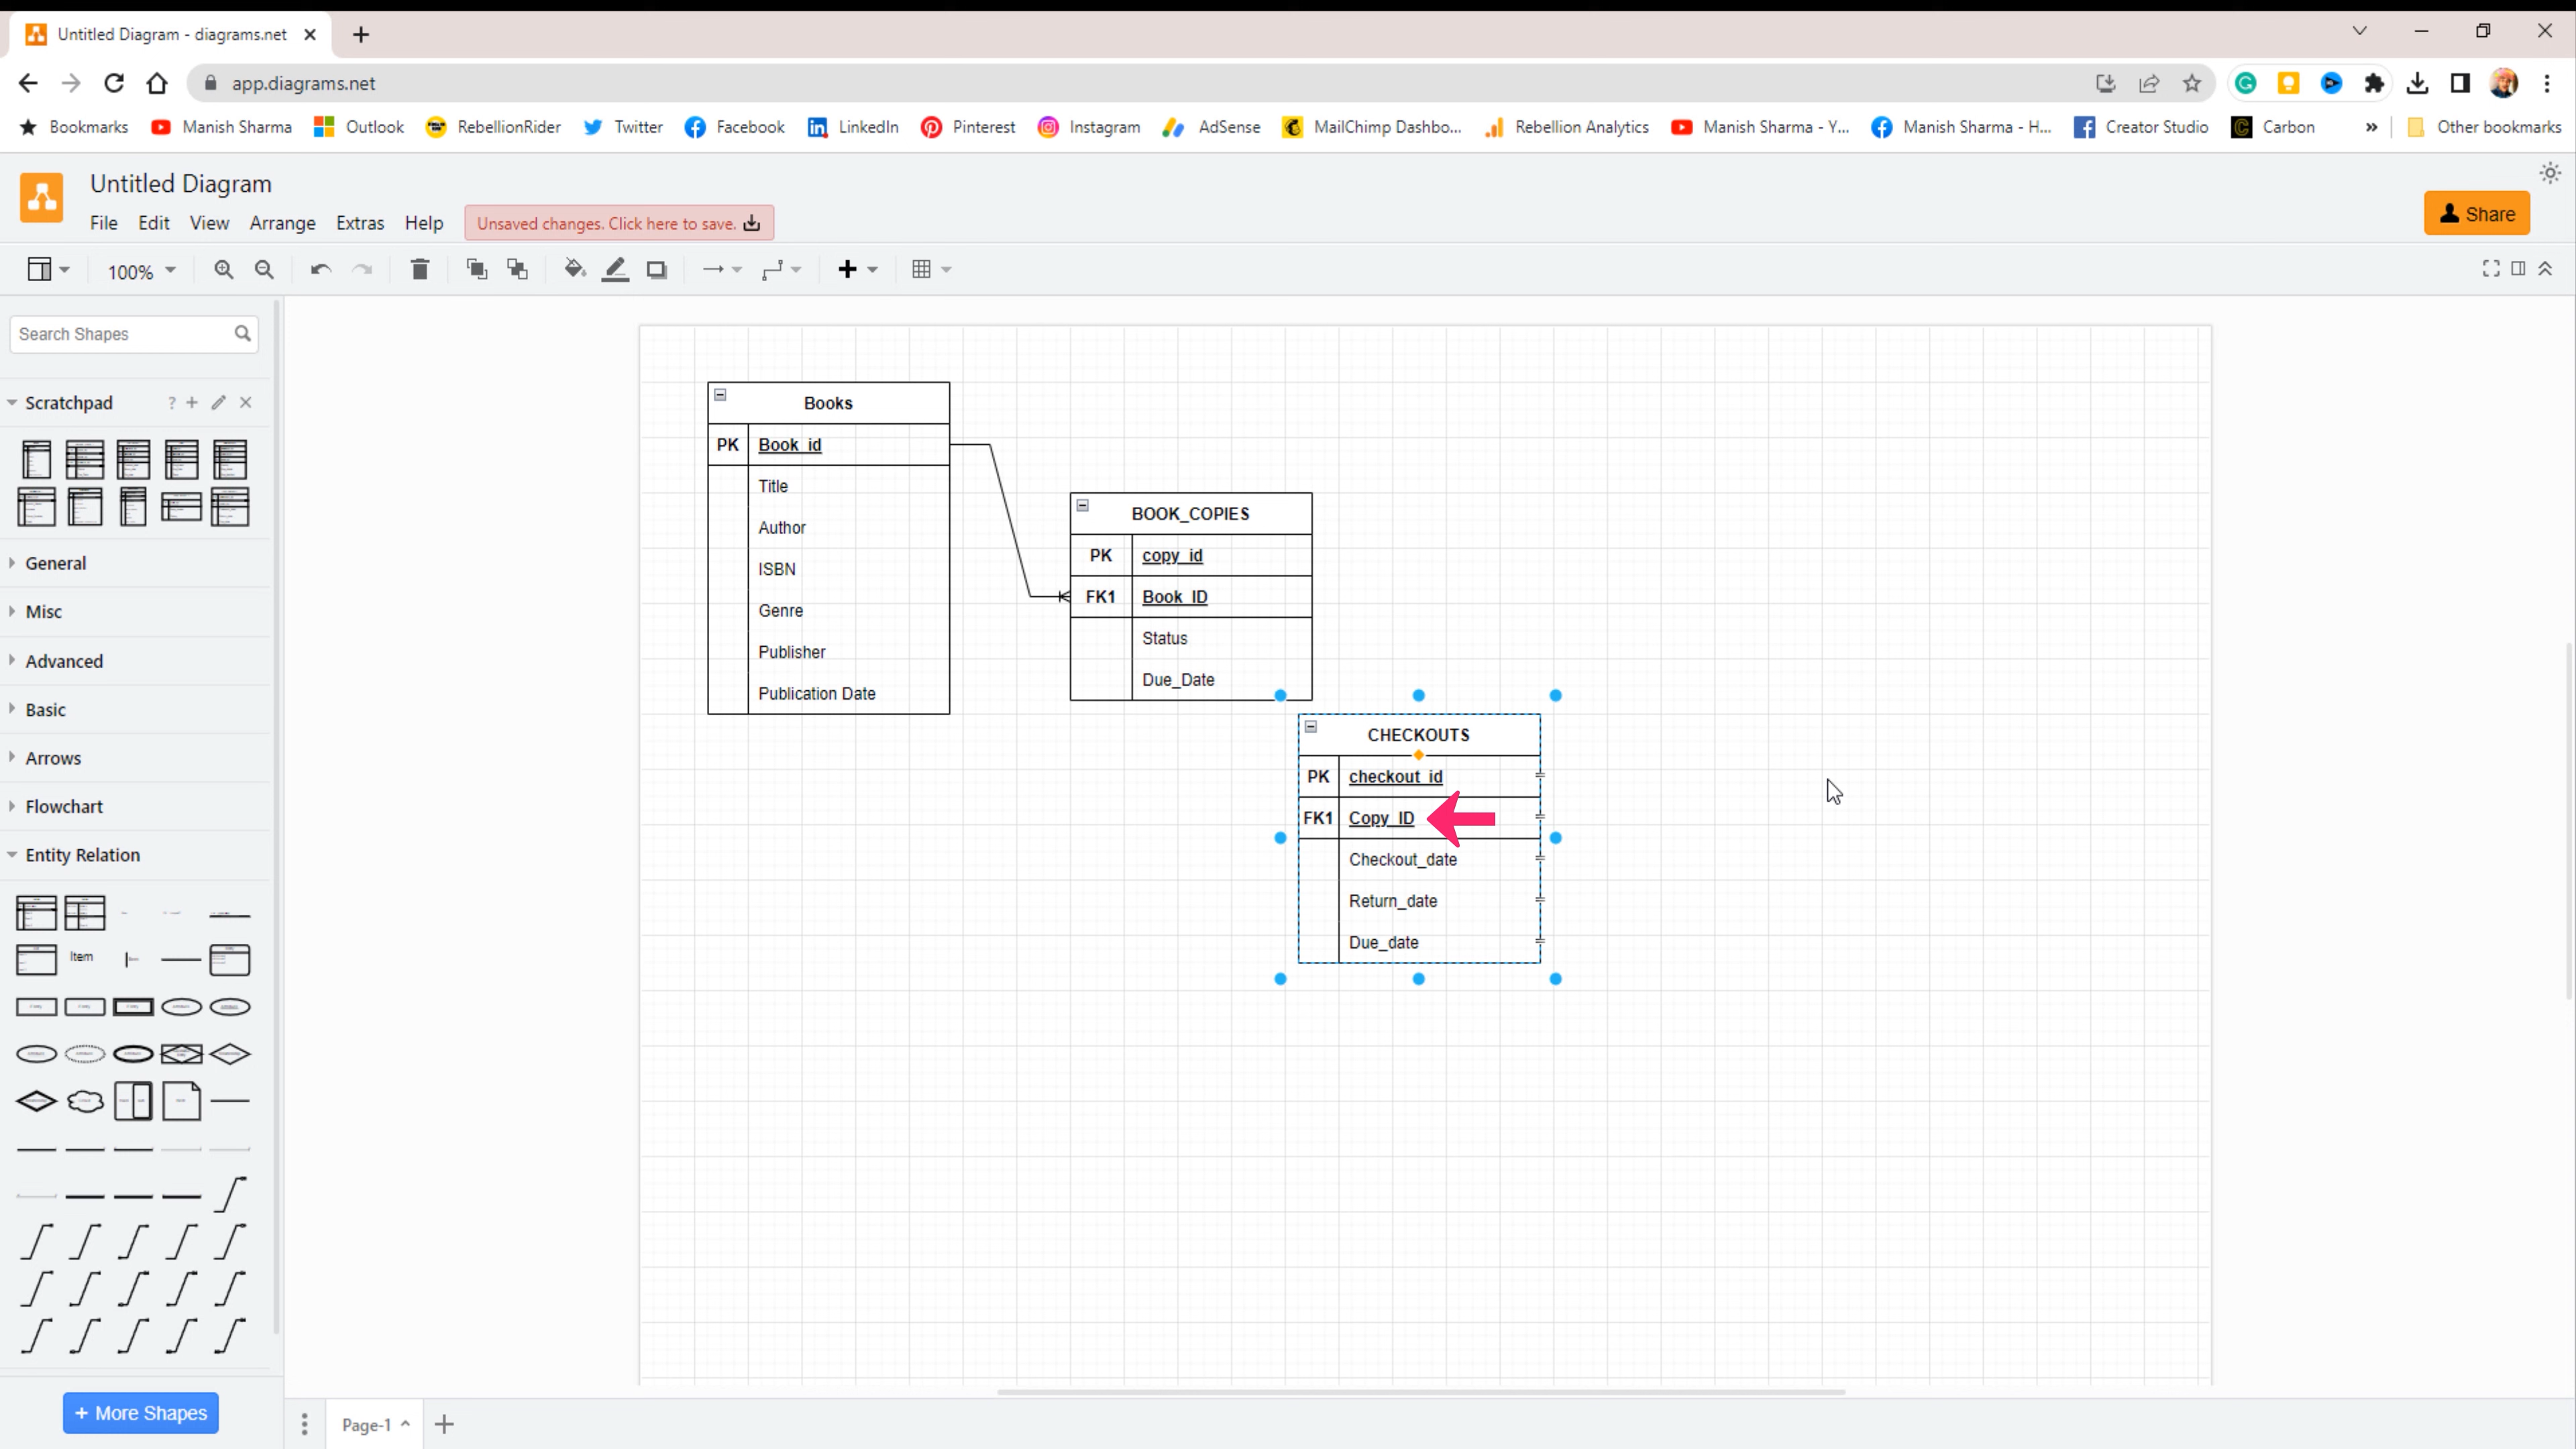 Untitled Diagram - diagrams.net
app.diagrams.net
Bookmarks Manish Sharma Outlook RebellionRider Twitter Facebook LinkedIn Pinterest Instagram AdSense MailChimp Dashbo... Rebellion Analytics Manish Sharma - Y... Manish Sharma - H... Creator Studio Carbon » Other bookmarks
Untitled Diagram
File Edit View Arrange Extras Help Unsaved changes. Click here to save.
Share
100%
Search Shapes
Scratchpad ?
General
Misc
Advanced
Basic
Arrows
Flowchart
Entity Relation
Item
+ More Shapes
Books
PK Book_id
Title
Author
ISBN
Genre
Publisher
Publication Date
BOOK_COPIES
PK copy_id
FK1 Book_ID
Status
Due_Date
CHECKOUTS
PK checkout_id
FK1 Copy_ID
Checkout_date
Return_date
Due_date
Page-1